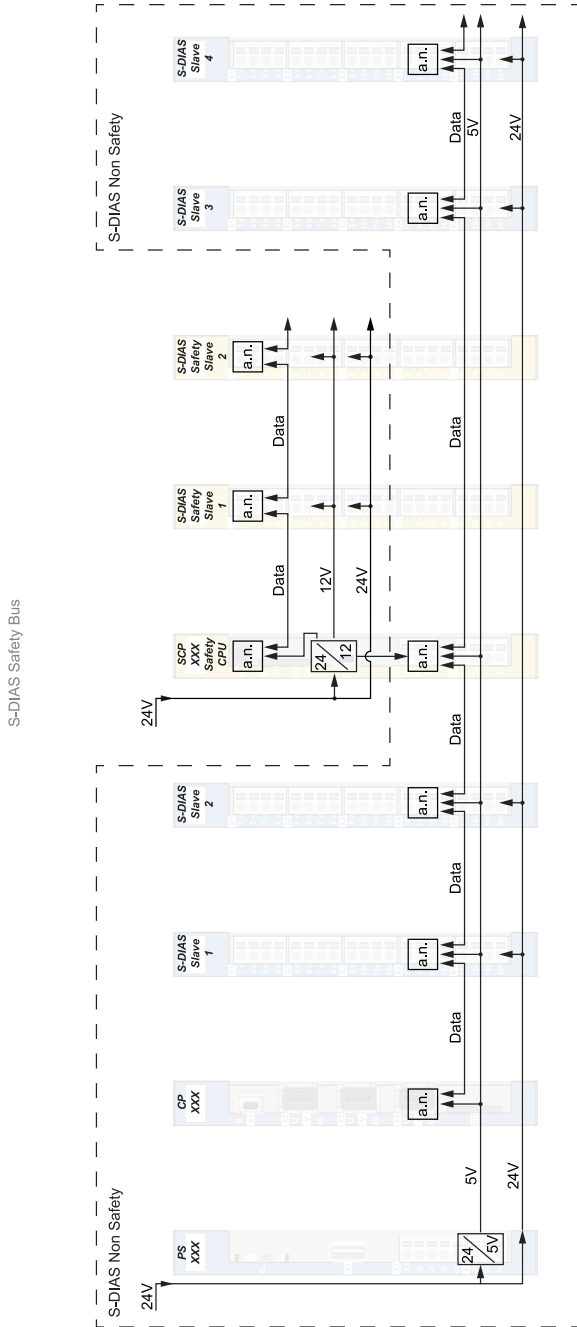 S-DIAS Safety Bus
S-DIAS Non Safety
S-DIAS Non Safety
24V
24V
PS
XXX
CP
XXX
S-DIAS
Slave
1
S-DIAS
Slave
2
SCP
XXX
Safety
CPU
S-DIAS
Safety
Slave
1
S-DIAS
Safety
Slave
2
S-DIAS
Slave
3
S-DIAS
Slave
4
a.n.
a.n.
a.n.
Data
Data
24
12
12V
24V
a.n.
a.n.
a.n.
a.n.
a.n.
a.n.
Data
Data
Data
Data
Data
24
5V
5V
5V
24V
24V